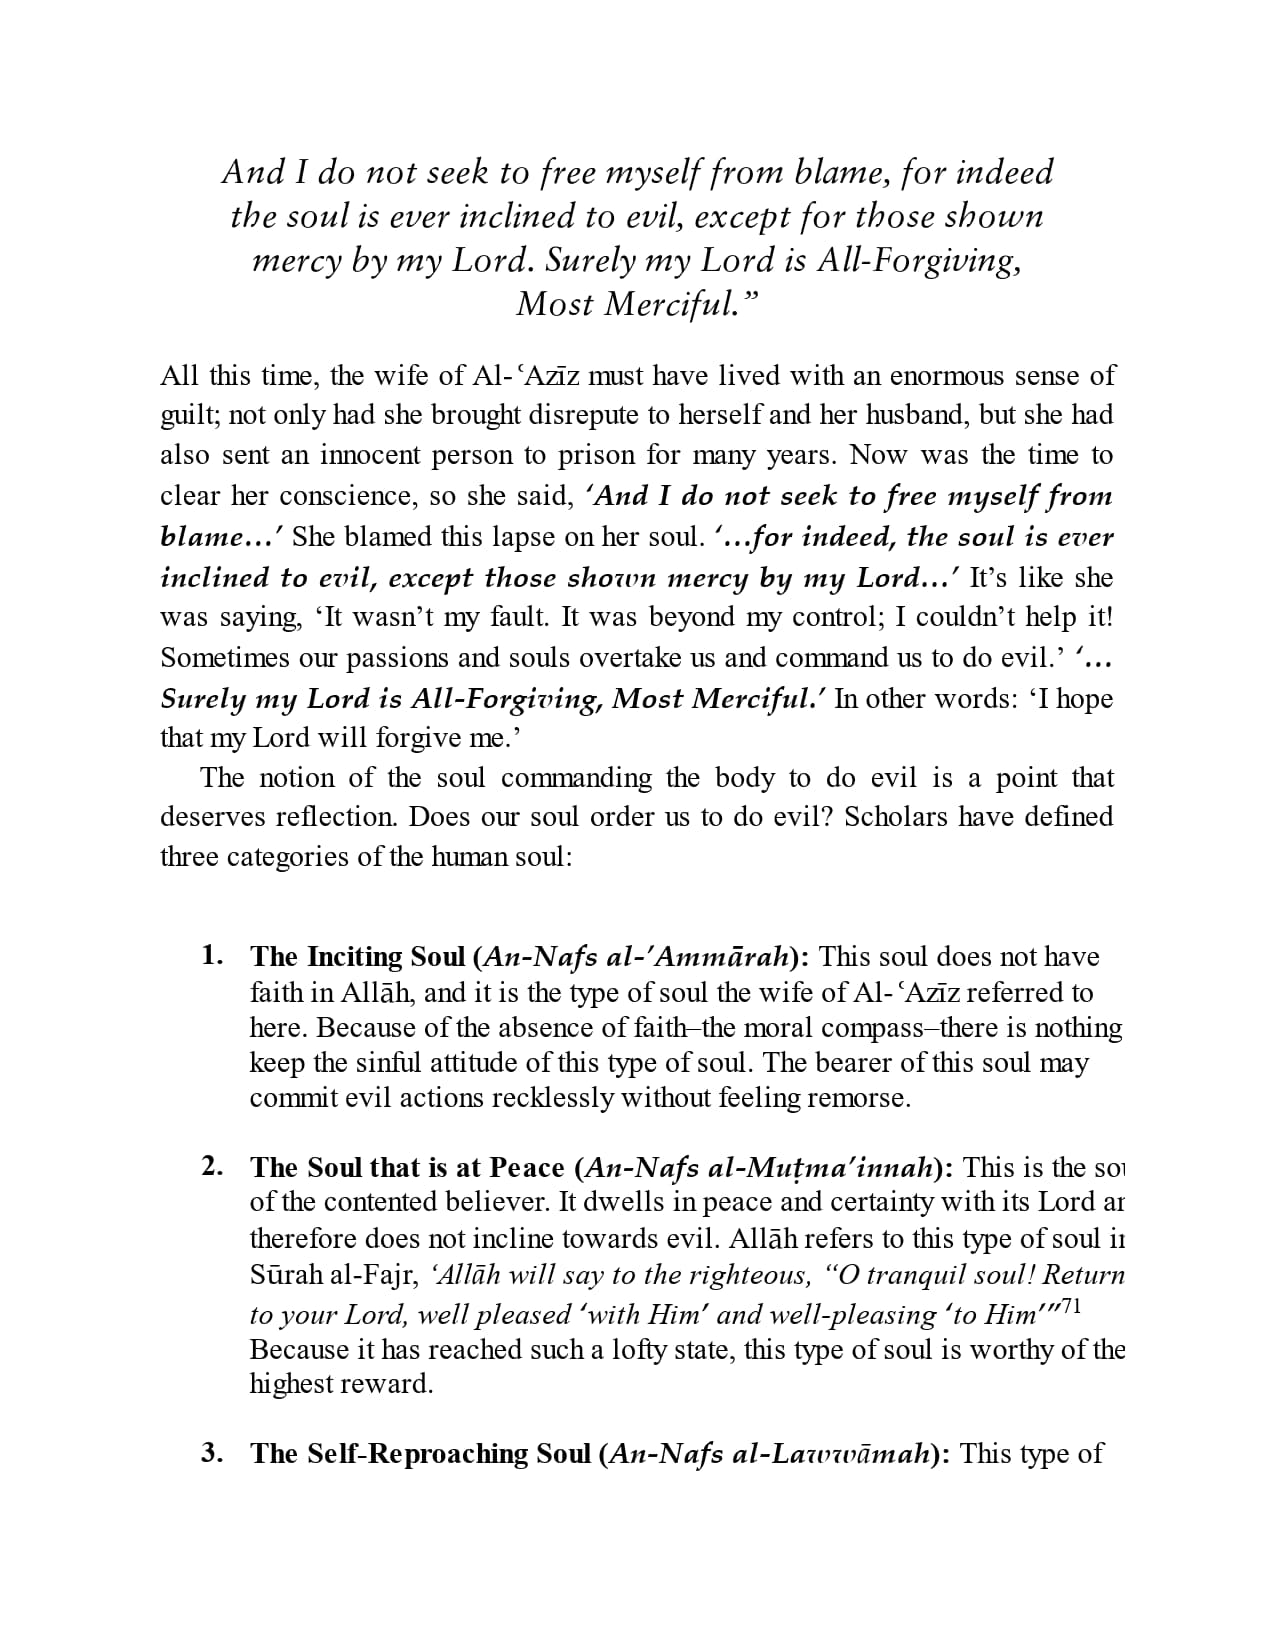 And I do not seek to free myself from blame, for indeed
the soul is ever inclined to evil, except for those shown
mercy by my Lord. Surely my Lord is All-Forgiving,
Most Merciful.”
All this time, the wife of Al-ʿAzīz must have lived with an enormous sense of
guilt; not only had she brought disrepute to herself and her husband, but she had
also sent an innocent person to prison for many years. Now was the time to
clear her conscience, so she said, ‘And I do not seek to free myself from
blame…’ She blamed this lapse on her soul. ‘…for indeed, the soul is ever
inclined to evil, except those shown mercy by my Lord…’ It’s like she
was saying, ‘It wasn’t my fault. It was beyond my control; I couldn’t help it!
Sometimes our passions and souls overtake us and command us to do evil.’ ‘…
Surely my Lord is All-Forgiving, Most Merciful.’ In other words: ‘I hope
that my Lord will forgive me.’
The notion of the soul commanding the body to do evil is a point that
deserves reflection. Does our soul order us to do evil? Scholars have defined
three categories of the human soul:
1. The Inciting Soul (An-Nafs al-’Ammārah): This soul does not have
faith in Allāh, and it is the type of soul the wife of Al-ʿAzīz referred to
here. Because of the absence of faith–the moral compass–there is nothing
keep the sinful attitude of this type of soul. The bearer of this soul may
commit evil actions recklessly without feeling remorse.
2. The Soul that is at Peace (An-Nafs al-Muṭma’innah): This is the
of the contented believer. It dwells in peace and certainty with its Lord
therefore does not incline towards evil. Allāh refers to this type of soul
Sūrah al-Fajr, ‘Allāh will say to the righteous, “O tranquil soul! Return
to your Lord, well pleased ‘with Him’ and well-pleasing ‘to Him’”71
Because it has reached such a lofty state, this type of soul is worthy of the
highest reward.
3. The Self-Reproaching Soul (An-Nafs al-Lawwāmah): This type of